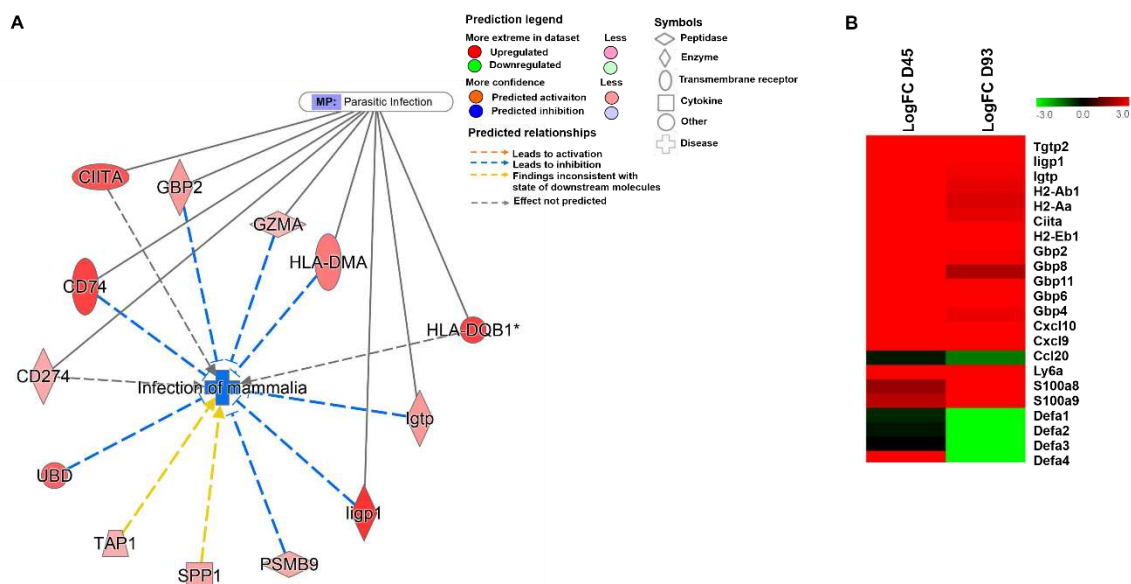 A
Prediction legend
More extreme in dataset
Less
Upregulated
Downregulated
More confidence
Less
Predicted activaiton
Predicted inhibition
Predicted relationships
Leads to activation
Leads to inhibition
Findings inconsistent with
state of downstream molecules
Effect not predicted
Symbols
Peptidase
Enzyme
Transmembrane receptor
Cytokine
Other
Disease
MP: Parasitic Infection
CIITA
GBP2
GZMA
HLA-DMA
CD74
HLA-DQB1*
CD274
Infection of mammalia
Igtp
UBD
Iigp1
TAP1
SPP1
PSMB9
B
LogFC D45
LogFC D93
-3.0 0.0 3.0
Tgtp2
Iigp1
Igtp
H2-Ab1
H2-Aa
Ciita
H2-Eb1
Gbp2
Gbp8
Gbp11
Gbp6
Gbp4
Cxcl10
Cxcl9
Ccl20
Ly6a
S100a8
S100a9
Defa1
Defa2
Defa3
Defa4